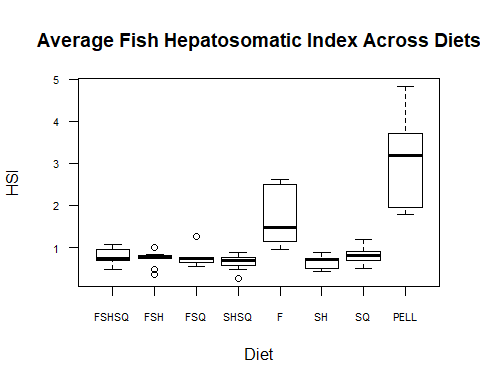 Average Fish Hepatosomatic Index Across Diets
HSI
5
4
3
2
1
FSHSQ FSH FSQ SHSQ F SH SQ PELL
Diet